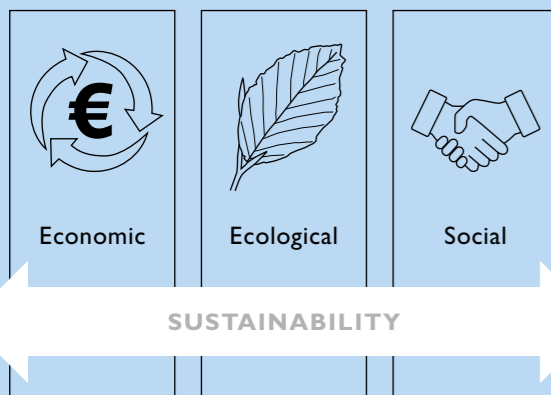 €
Economic
Ecological
Social
SUSTAINABILITY